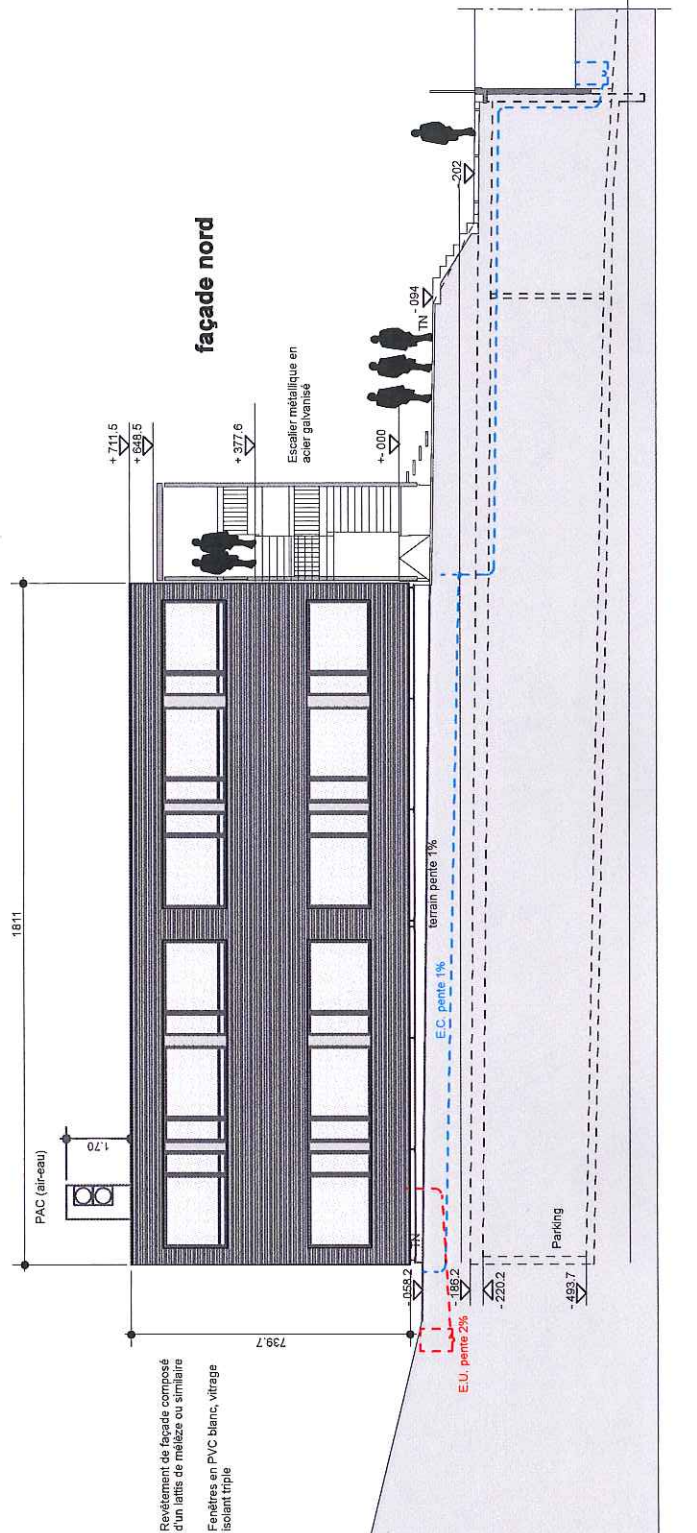 façade nord
1811
PAC (air-eau)
1.70
739.7
Revêtement de façade composé
d'un lattis de mélèze ou similaire
Fenêtres en PVC blanc, vitrage
isolant triple
+ 711.5
+ 648.5
+ 377.6
Escalier métallique en
acier galvanisé
+- 000
TN
- 094
- 202
TN
- 058.2
terrain pente 1%
E.C. pente 1%
E.U. pente 2%
- 186.2
- 220.2
Parking
- 493.7